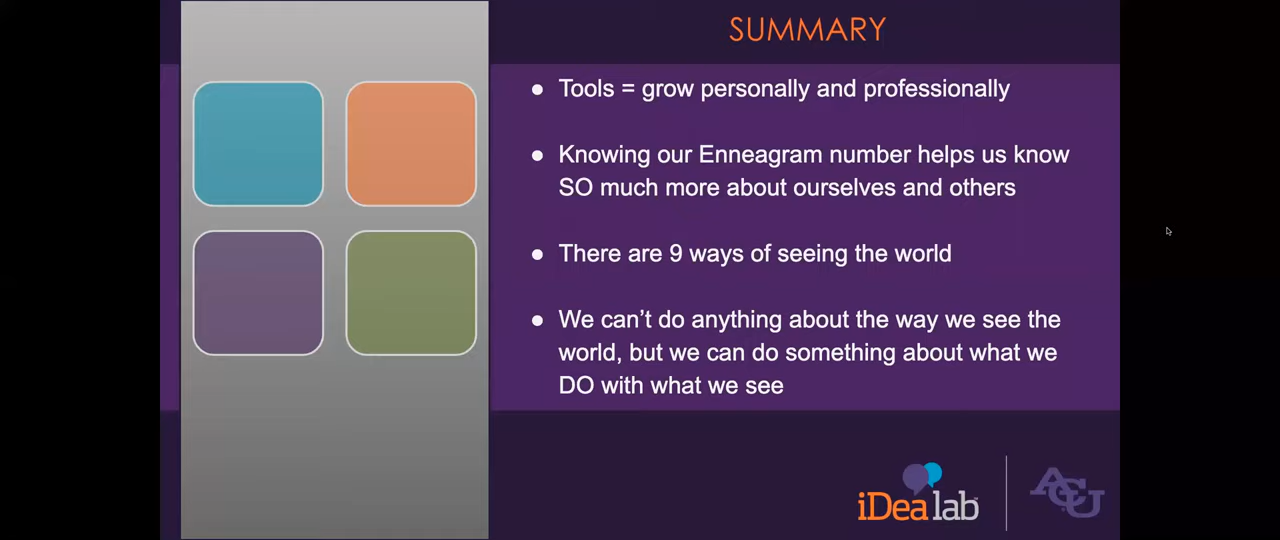 SUMMARY
● Tools = grow personally and professionally
● Knowing our Enneagram number helps us know
SO much more about ourselves and others
● There are 9 ways of seeing the world
● We can’t do anything about the way we see the
world, but we can do something about what we
DO with what we see
iDea lab
ACU